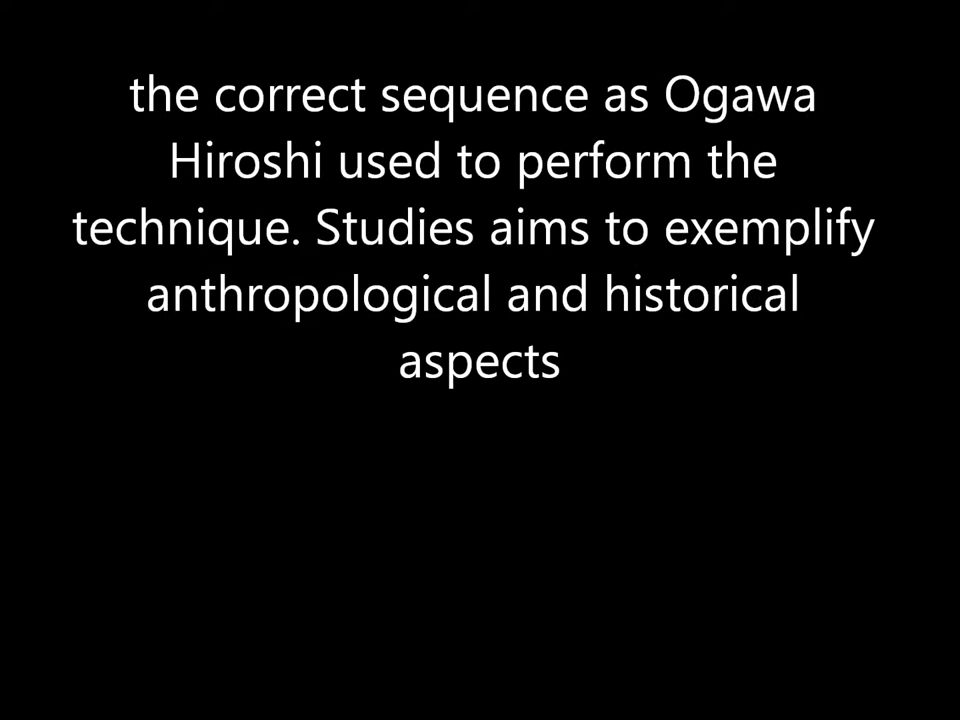 the correct sequence as Ogawa
Hiroshi used to perform the
technique. Studies aims to exemplify
anthropological and historical
aspects